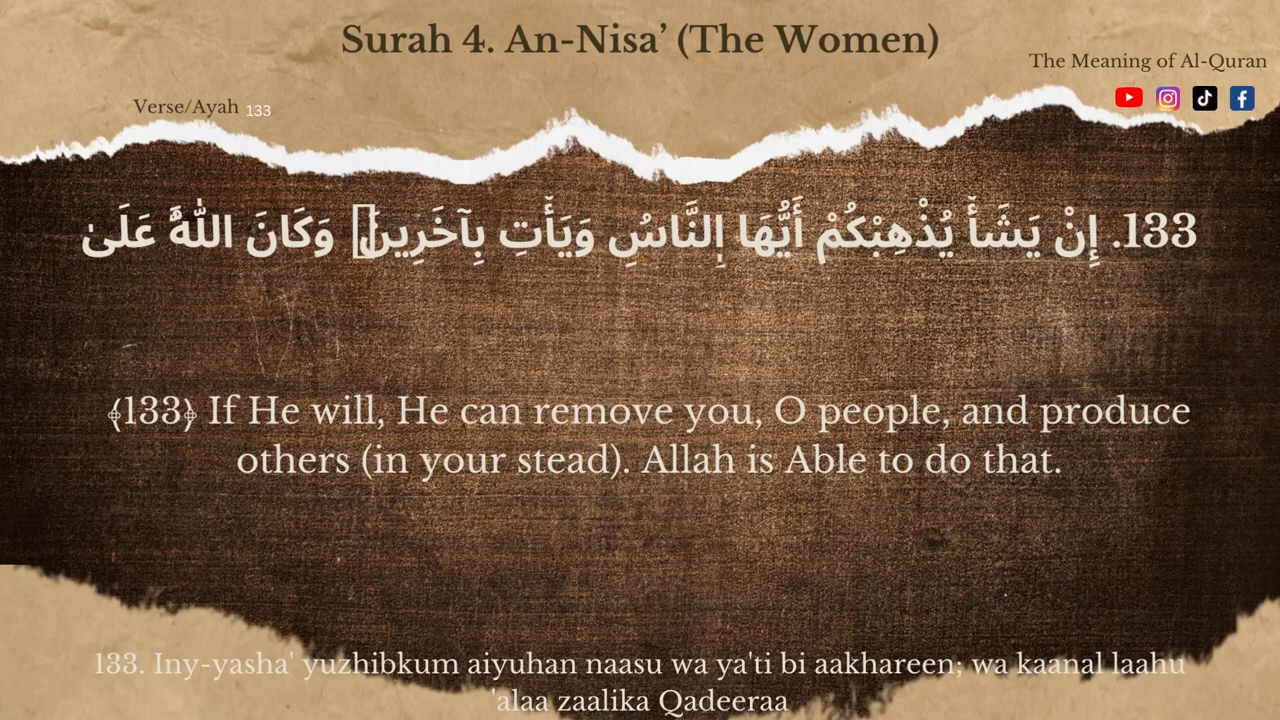 Surah 4. An-Nisa’ (The Women)
The Meaning of Al-Quran
Verse/Ayah 133
133. إِنْ يَشَأْ يُذْهِبْكُمْ أَيُّهَا النَّاسُ وَيَأْتِ بِآخَرِينَ ۚ وَكَانَ اللَّهُ عَلَىٰ
﴾133﴿ If He will, He can remove you, O people, and produce
others (in your stead). Allah is Able to do that.
133. Iny-yasha' yuzhibkum aiyuhan naasu wa ya'ti bi aakhareen; wa kaanal laahu
'alaa zaalika Qadeeraa